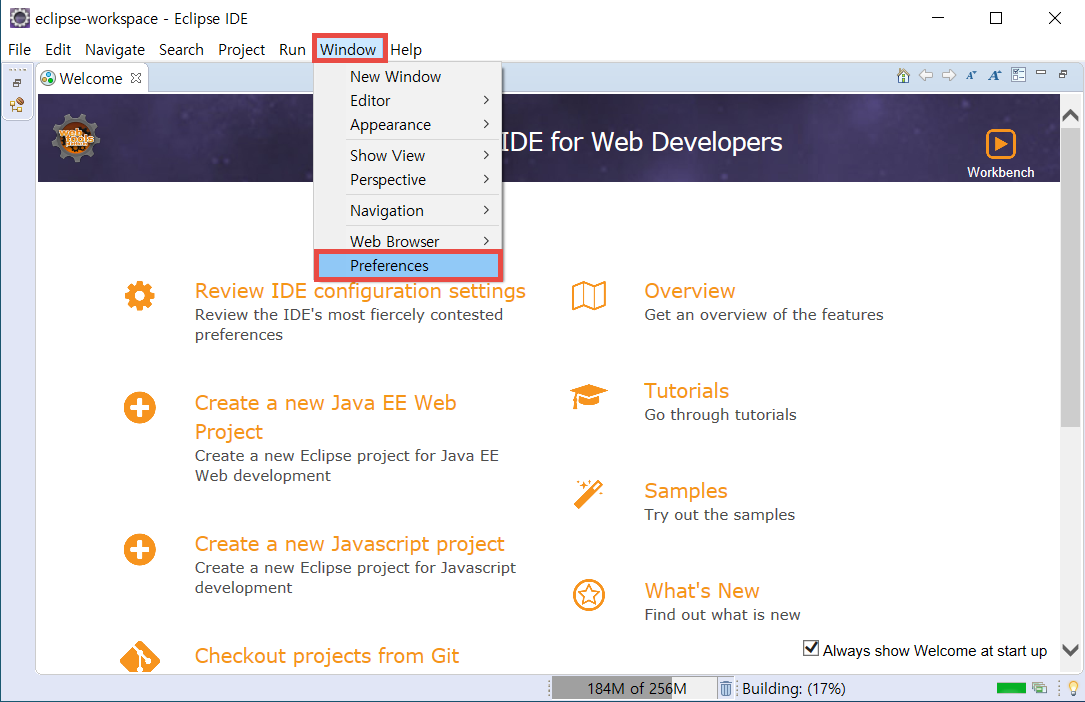 eclipse-workspace - Eclipse IDE
File Edit Navigate Search Project Run Window Help
Welcome
New Window
Editor
Appearance
Show View
Perspective
Navigation
Web Browser
Preferences
web
tools
IDE for Web Developers
Workbench
Review IDE configuration settings
Review the IDE's most fiercely contested
preferences
Overview
Get an overview of the features
Create a new Java EE Web
Project
Create a new Eclipse project for Java EE
Web development
Tutorials
Go through tutorials
Samples
Try out the samples
Create a new Javascript project
Create a new Eclipse project for Javascript
development
What's New
Find out what is new
Checkout projects from Git
Always show Welcome at start up
184M of 256M
Building: (17%)